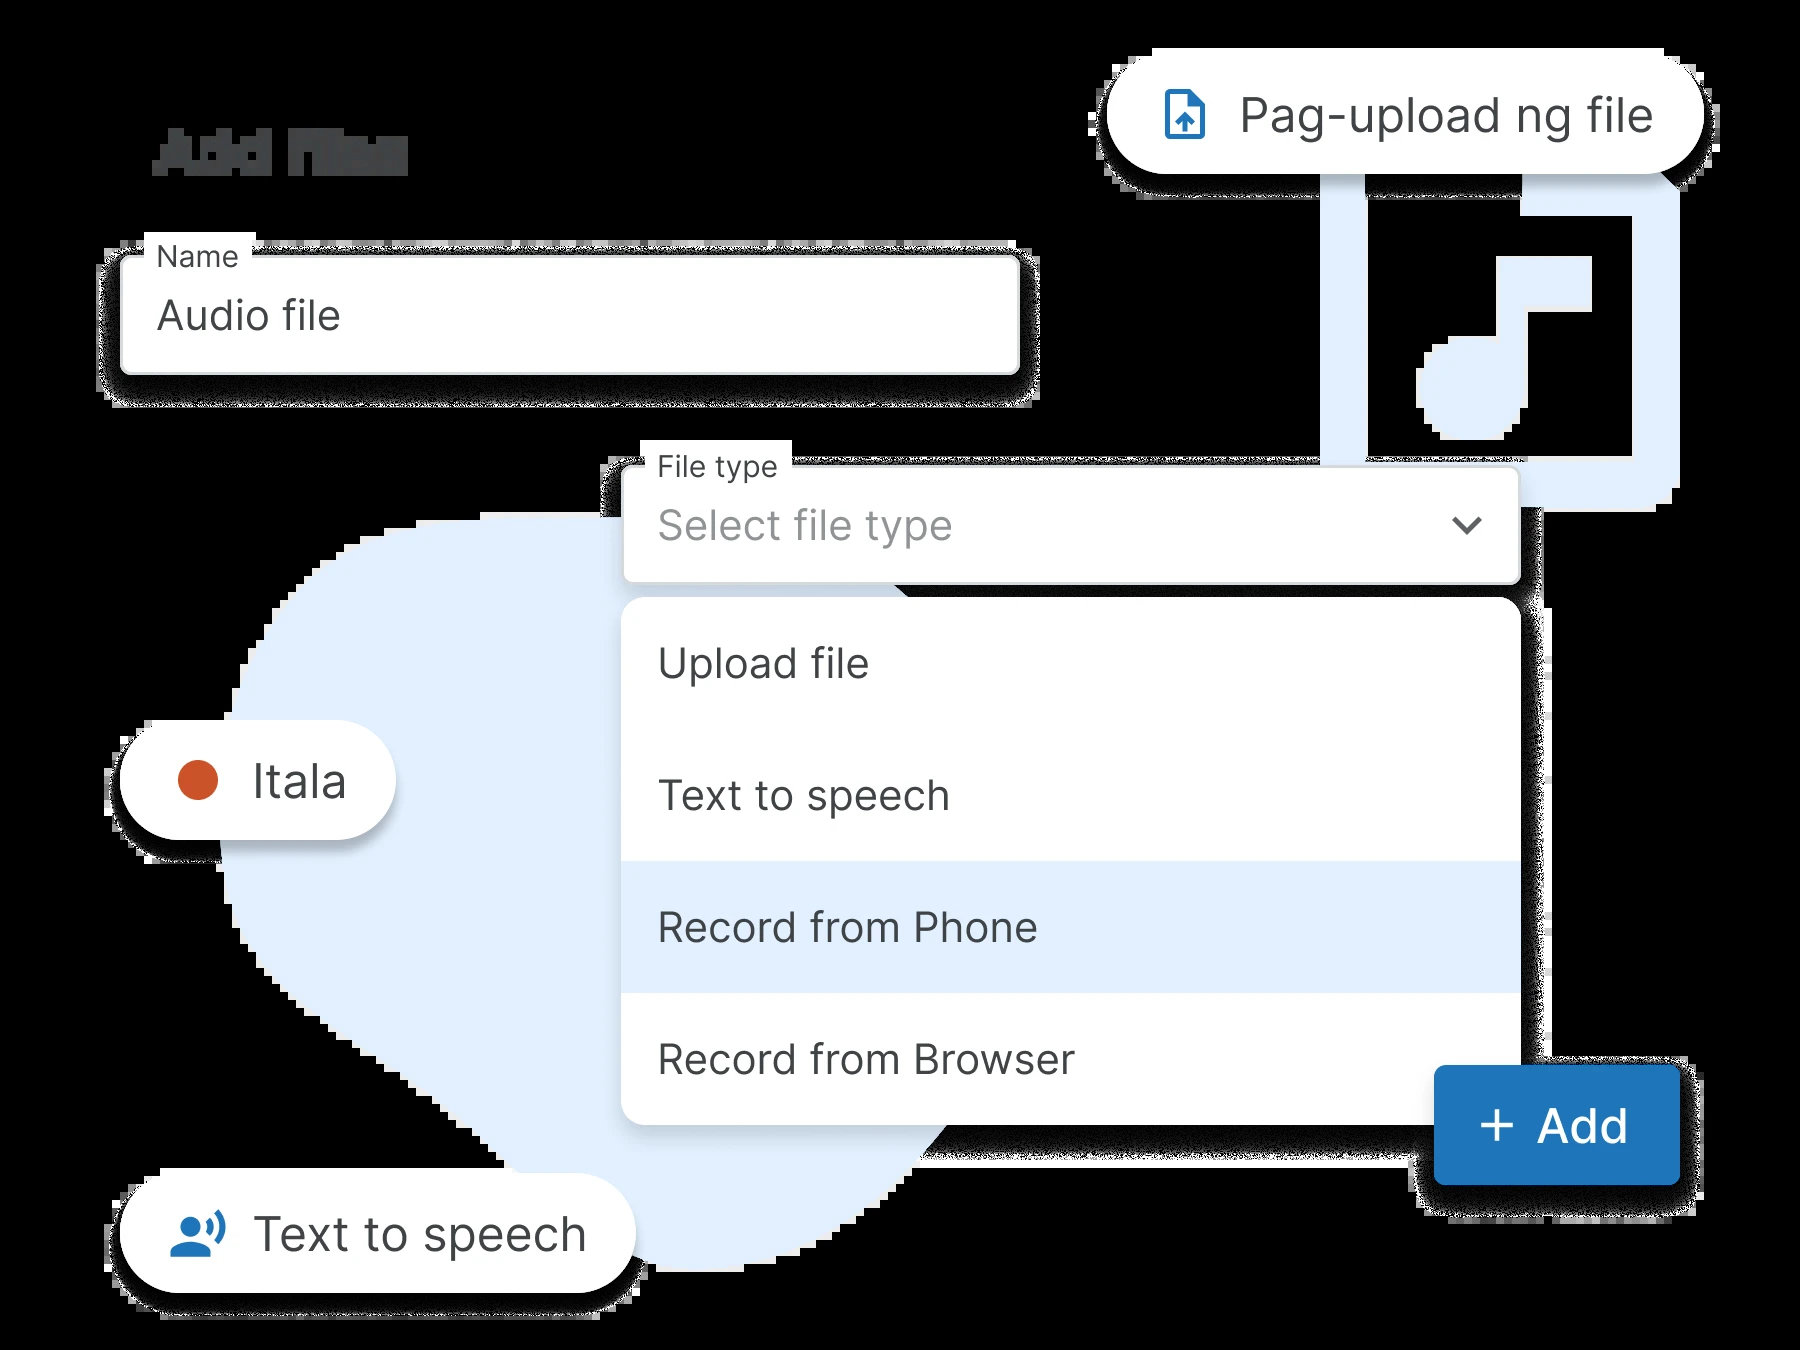 Pag-upload ng file
Add Files
Name
Audio file
File type
Select file type
Upload file
Text to speech
Itala
Record from Phone
Record from Browser
+ Add
Text to speech